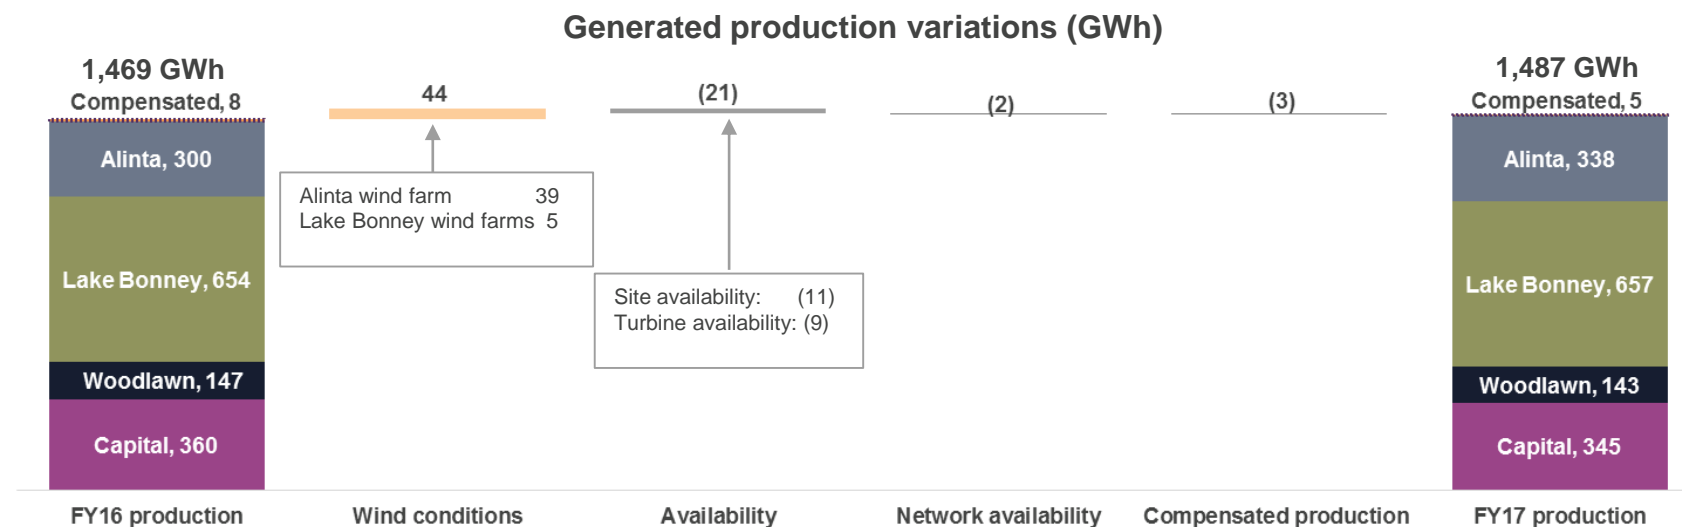 Generated production variations (GWh)
1,469 GWh
Compensated, 8
Alinta, 300
Lake Bonney, 654
Woodlawn, 147
Capital, 360
44
Alinta wind farm 39
Lake Bonney wind farms 5
(21)
Site availability: (11)
Turbine availability: (9)
(2)
(3)
1,487 GWh
Compensated, 5
Alinta, 338
Lake Bonney, 657
Woodlawn, 143
Capital, 345
FY16 production Wind conditions Availability Network availability Compensated production FY17 production